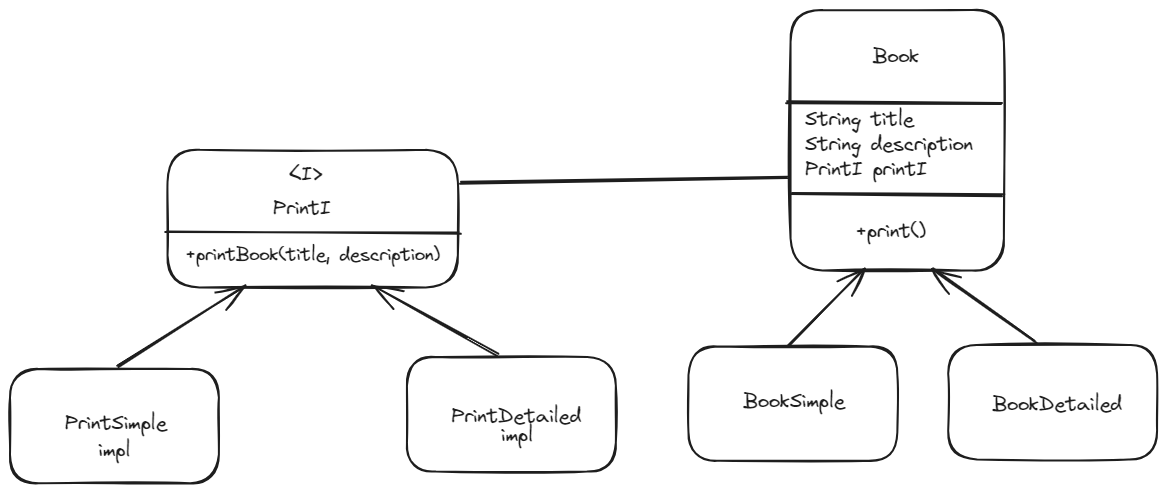 Book
String title
String description
PrintI printI
+print()
<I>
PrintI
+printBook(title, description)
PrintSimple
impl
PrintDetailed
impl
BookSimple
BookDetailed